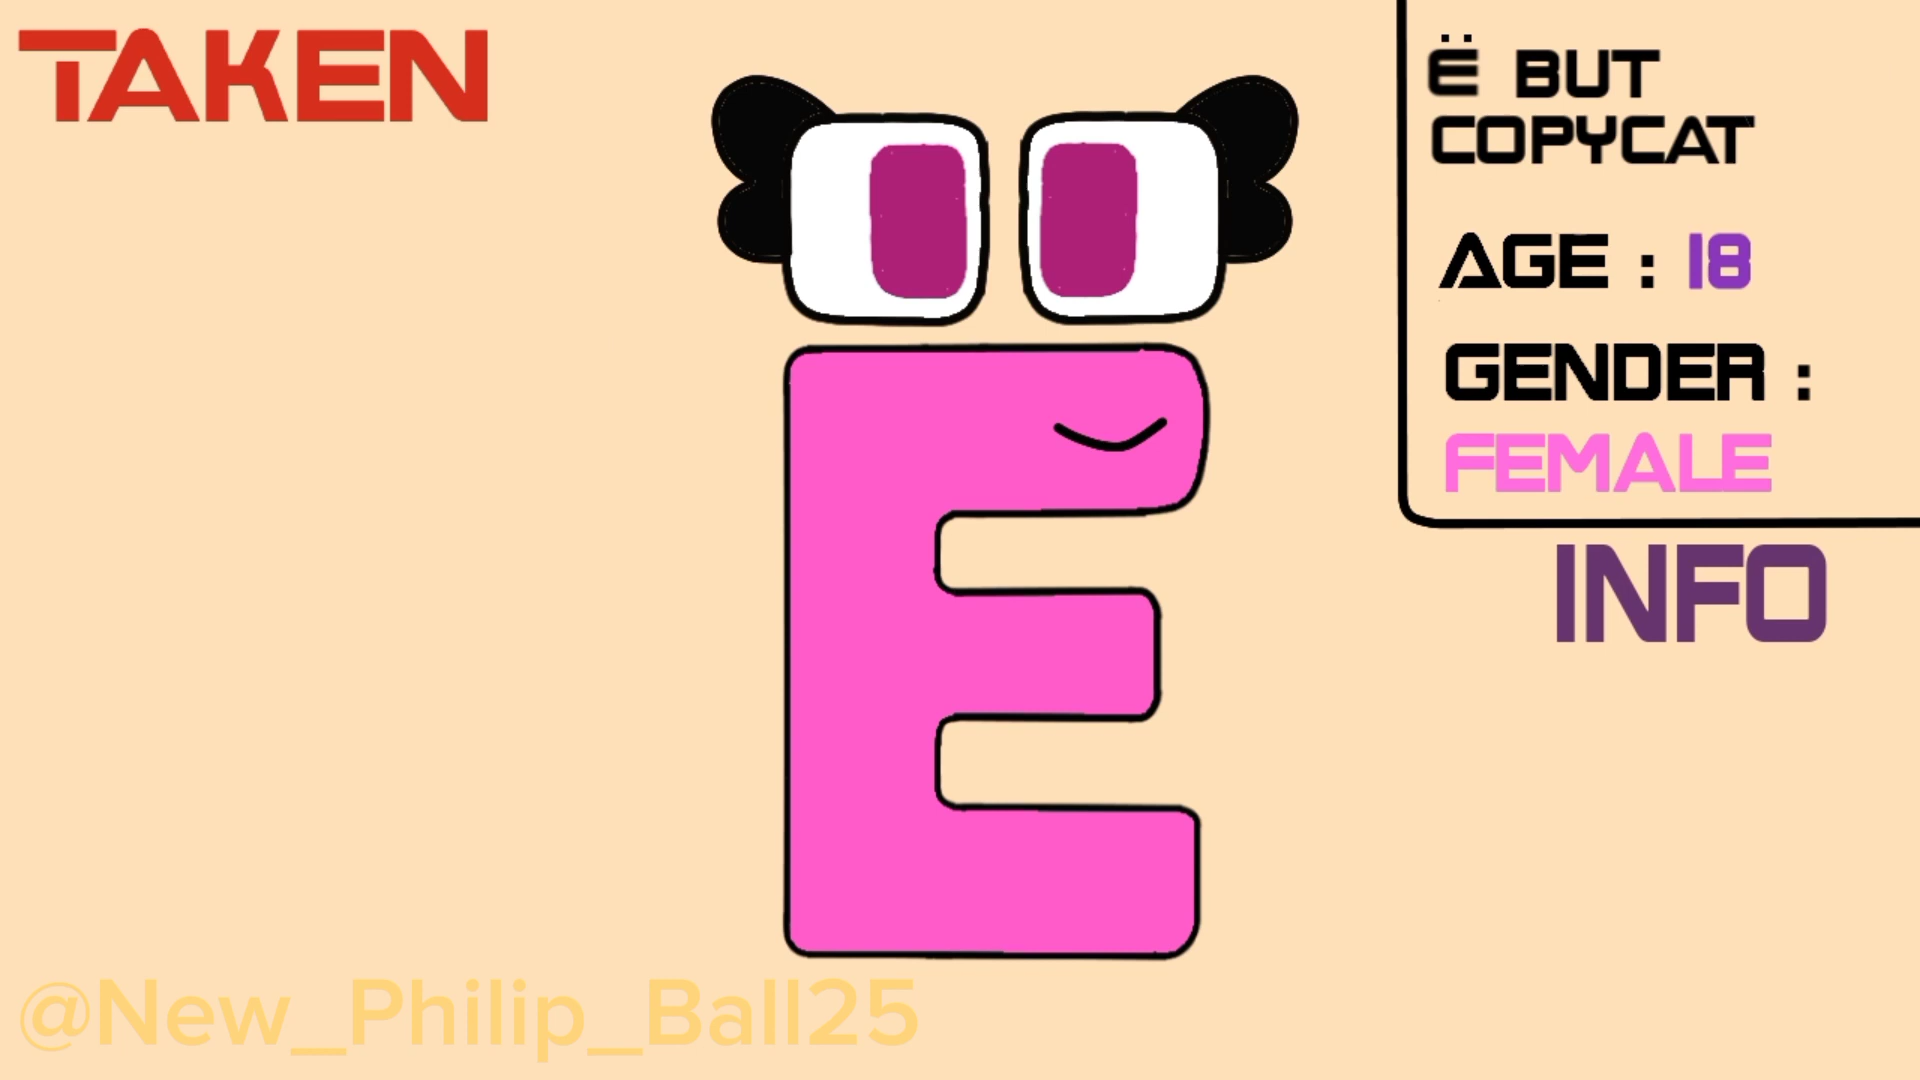 TAKEN
Ë BUT
COPYCAT
AGE : 18
GENDER :
FEMALE
INFO
Ë
@New_Philip_Ball25